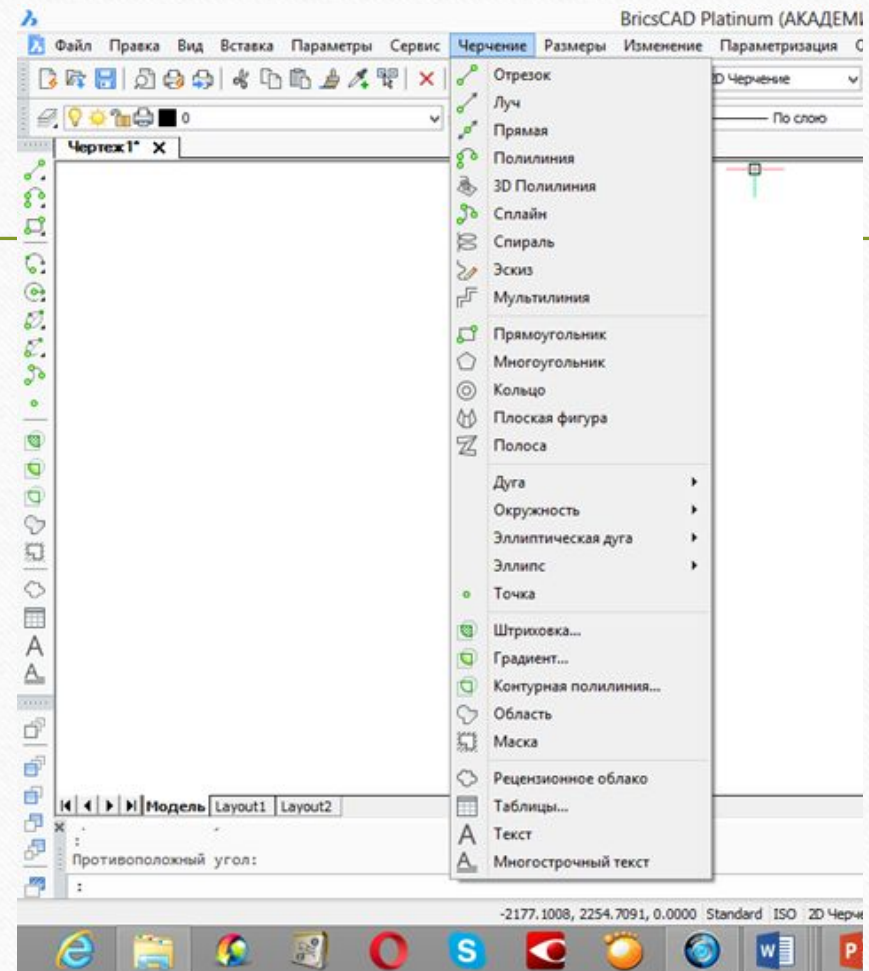 BricsCAD Platinum (АКАДЕМИ
Файл Правка Вид Вставка Параметры Сервис Черчение Размеры Изменение Параметризация
0
2D Черчение
По слою
Чертеж1* X
Отрезок
Луч
Прямая
Полилиния
3D Полилиния
Сплайн
Спираль
Эскиз
Мультилиния
Прямоугольник
Многоугольник
Кольцо
Плоская фигура
Полоса
Дуга
Окружность
Эллиптическая дуга
Эллипс
Точка
Штриховка...
Градиент...
Контурная полилиния...
Область
Маска
Рецензионное облако
Таблицы...
Текст
Многострочный текст
Модель Layout1 Layout2
:
Противоположный угол:
:
-2177.1008, 2254.7091, 0.0000 Standard ISO 2D Черче